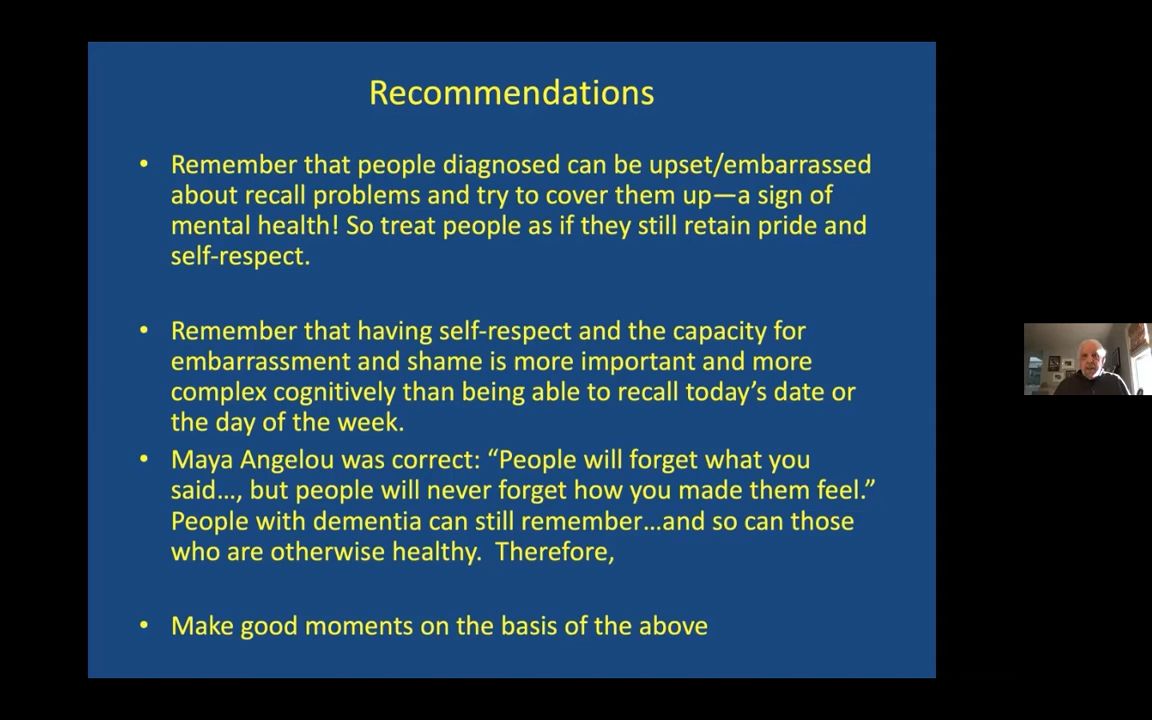 Recommendations
• Remember that people diagnosed can be upset/embarrassed
about recall problems and try to cover them up—a sign of
mental health! So treat people as if they still retain pride and
self-respect.
• Remember that having self-respect and the capacity for
embarrassment and shame is more important and more
complex cognitively than being able to recall today’s date or
the day of the week.
• Maya Angelou was correct: “People will forget what you
said…, but people will never forget how you made them feel.”
People with dementia can still remember…and so can those
who are otherwise healthy.  Therefore,
• Make good moments on the basis of the above